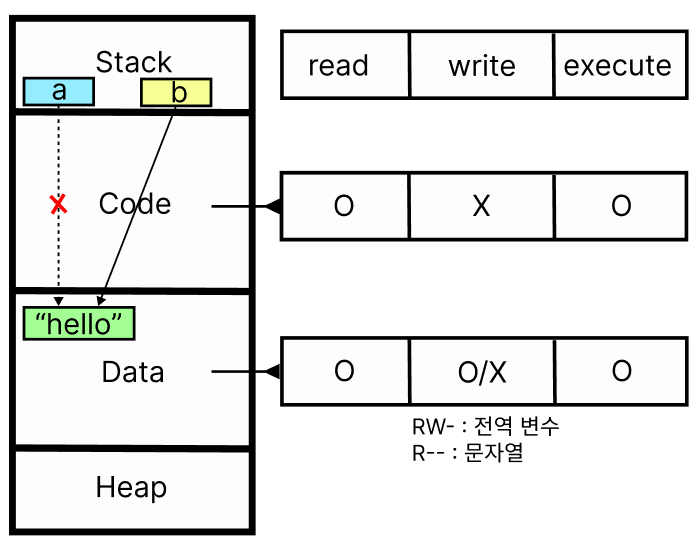 Stack
a
b
Code
“hello”
Data
Heap
read write execute
O X O
O O/X O
RW- : 전역 변수
R-- : 문자열